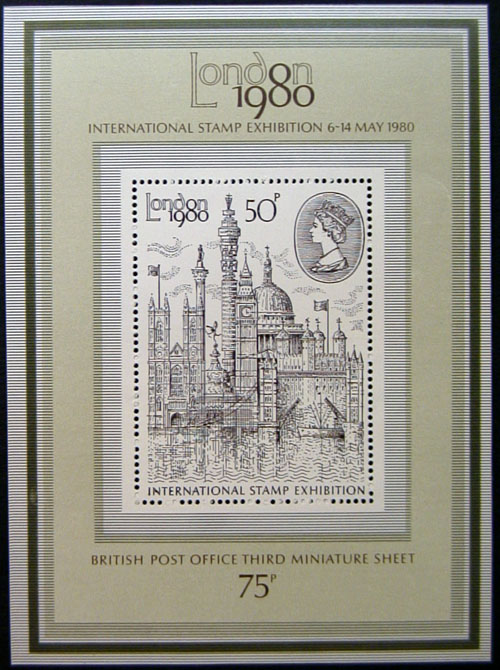 London
1980
INTERNATIONAL STAMP EXHIBITION 6-14 MAY 1980
London
1980
50P
INTERNATIONAL STAMP EXHIBITION
BRITISH POST OFFICE THIRD MINIATURE SHEET
75P